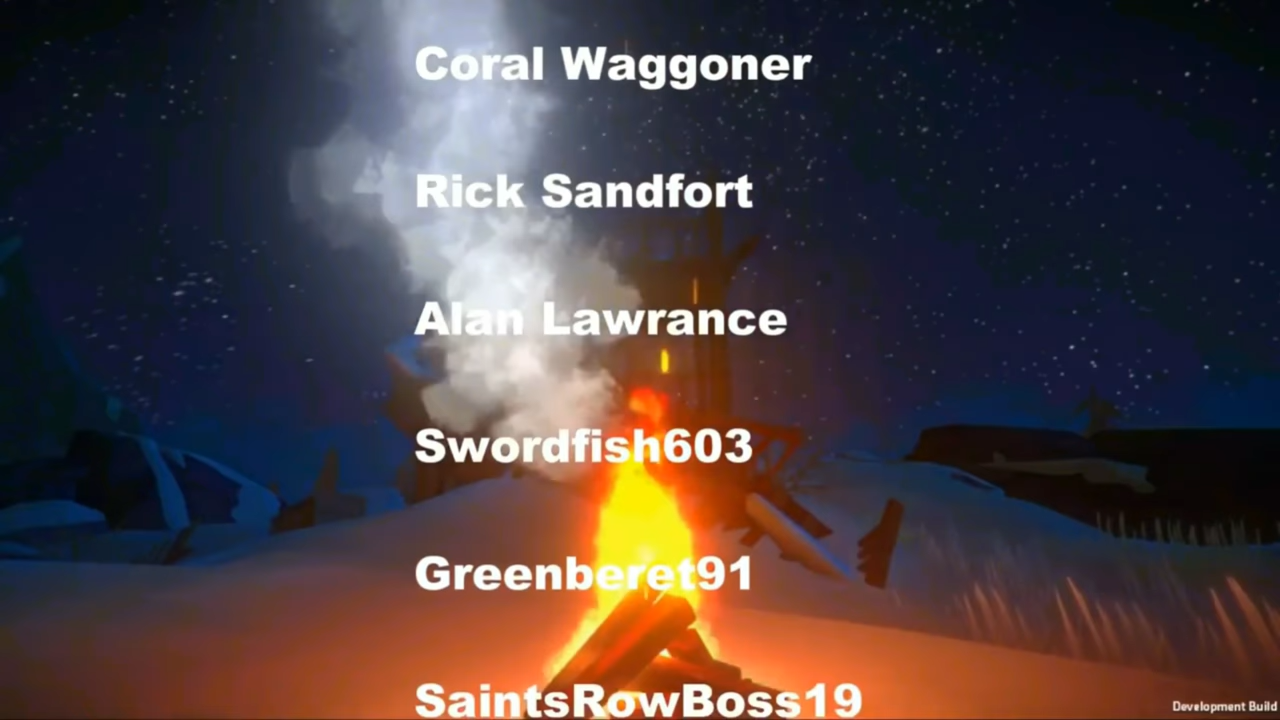 Coral Waggoner
Rick Sandfort
Alan Lawrance
Swordfish603
Greenberet91
SaintsRowBoss19
Development Build